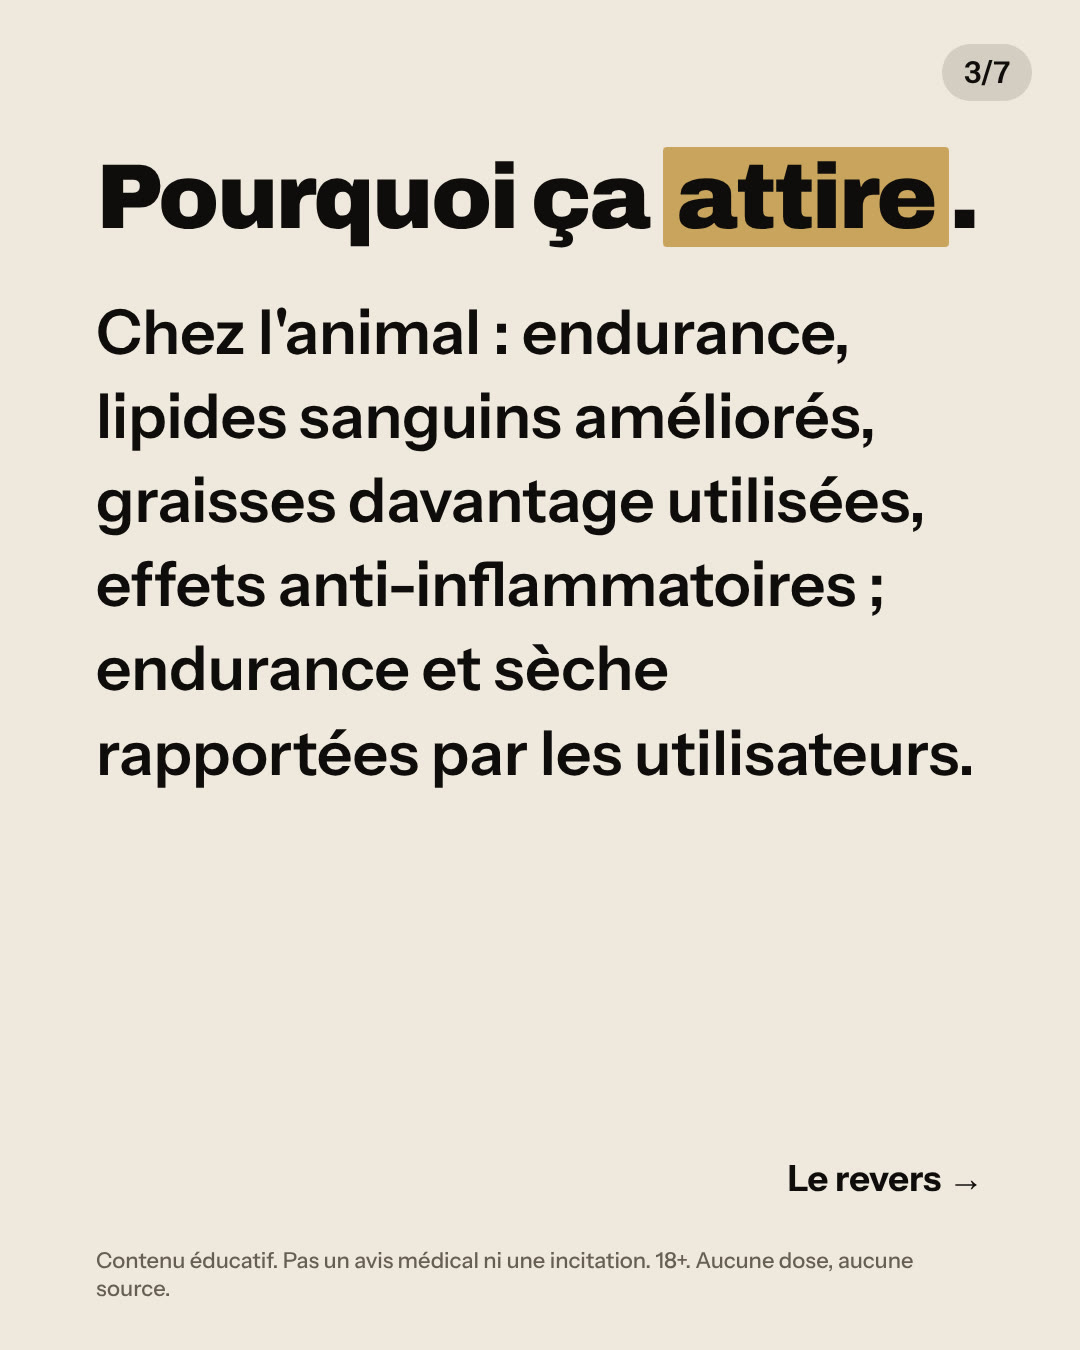 3/7
Pourquoi ça attire.
Chez l'animal : endurance,
lipides sanguins améliorés,
graisses davantage utilisées,
effets anti-inflammatoires ;
endurance et sèche
rapportées par les utilisateurs.
Le revers →
Contenu éducatif. Pas un avis médical ni une incitation. 18+. Aucune dose, aucune
source.